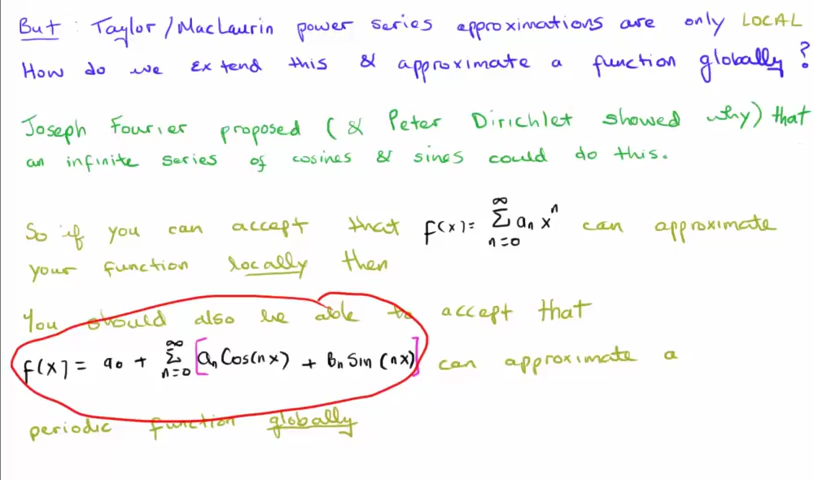 But: Taylor/MacLaurin power series approximations are only LOCAL
How do we extend this & approximate a function globally?
Joseph Fourier proposed (& Peter Dirichlet showed why) that
an infinite series of cosines & sines could do this.
So if you can accept that f(x) = ∑_{n=0}^{∞} a_n x^n can approximate
your function locally then
You should also be able to accept that
f(x) = a_0 + ∑_{n=0}^{∞} [a_n Cos(nx) + b_n Sin(nx)] can approximate a
periodic function globally